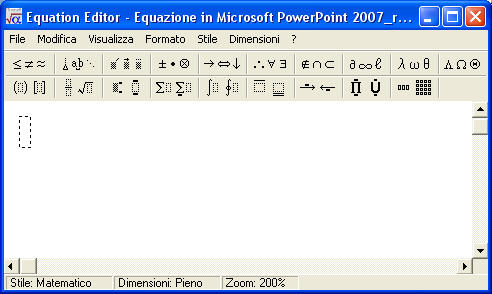 Equation Editor - Equazione in Microsoft PowerPoint 2007_r...
File Modifica Visualizza Formato Stile Dimensioni ?
≤ ≠ ≈ ∴ ∀ ∃ ∉ ∩ ⊂ ∂ ∞ ℓ λ ω θ Λ Ω Θ
Stile: Matematico Dimensioni: Pieno Zoom: 200%